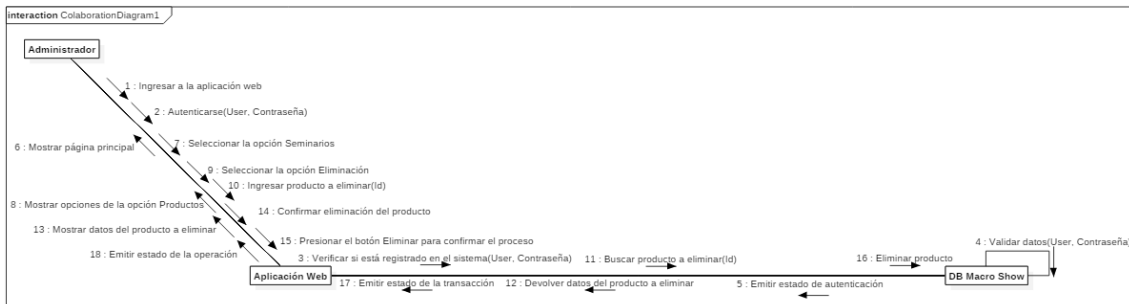 interaction ColaborationDiagram1
Administrador
1 : Ingresar a la aplicación web
2 : Autenticarse(User, Contraseña)
7 : Seleccionar la opción Seminarios
6 : Mostrar página principal
9 : Seleccionar la opción Eliminación
10 : Ingresar producto a eliminar(Id)
8 : Mostrar opciones de la opción Productos
14 : Confirmar eliminación del producto
13 : Mostrar datos del producto a eliminar
15 : Presionar el botón Eliminar para confirmar el proceso
4 : Validar datos(User, Contraseña)
18 : Emitir estado de la operación
3 : Verificar si está registrado en el sistema(User, Contraseña)
11 : Buscar producto a eliminar(Id)
16 : Eliminar producto
Aplicación Web
DB Macro Show
17 : Emitir estado de la transacción
12 : Devolver datos del producto a eliminar
5 : Emitir estado de autenticación